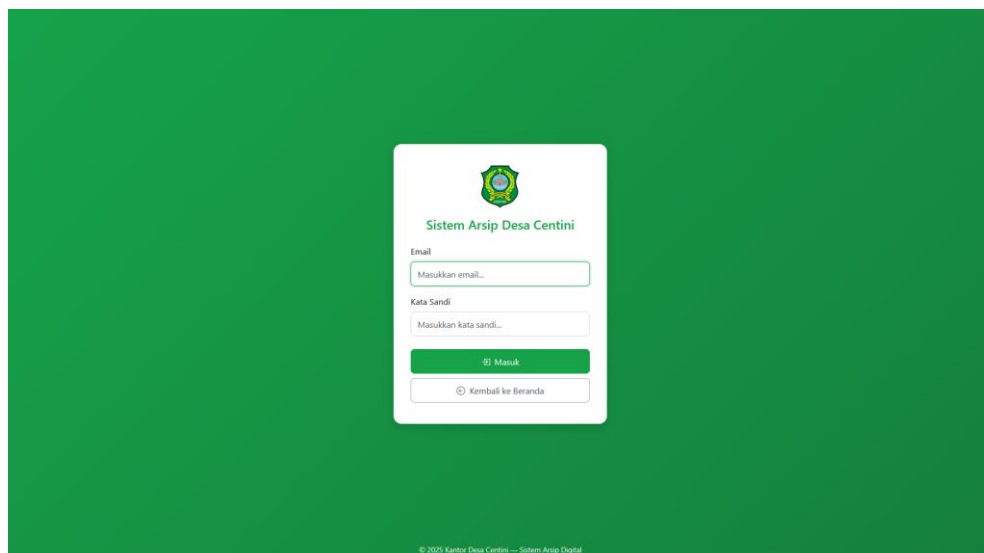 Sistem Arsip Desa Centini
Email
Masukkan email...
Kata Sandi
Masukkan kata sandi...
Masuk
Kembali ke Beranda
© 2025 Kantor Desa Centini — Sistem Arsip Digital